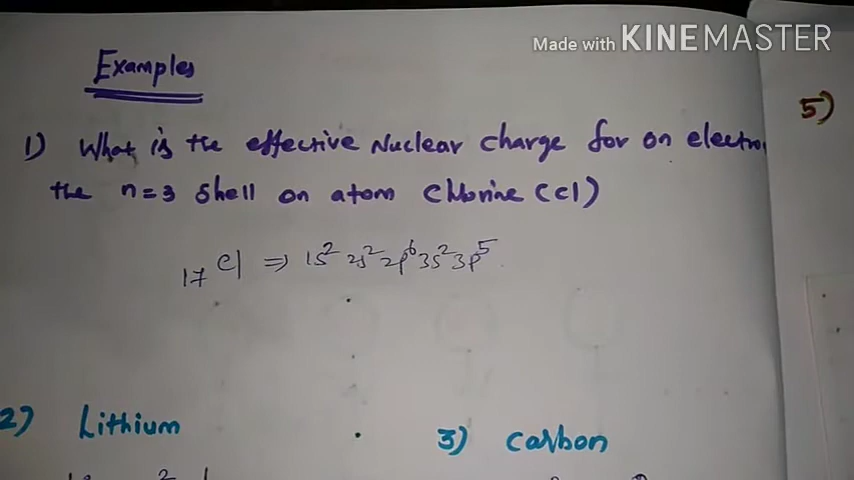 Made with KINEMASTER
Examples
5)
1) What is the effective Nuclear charge for on electron
the n=3 shell on atom Chlorine (Cl)
17 Cl ⇒ 1s² 2s² 2p⁶ 3s² 3p⁵
2) Lithium
3) Carbon